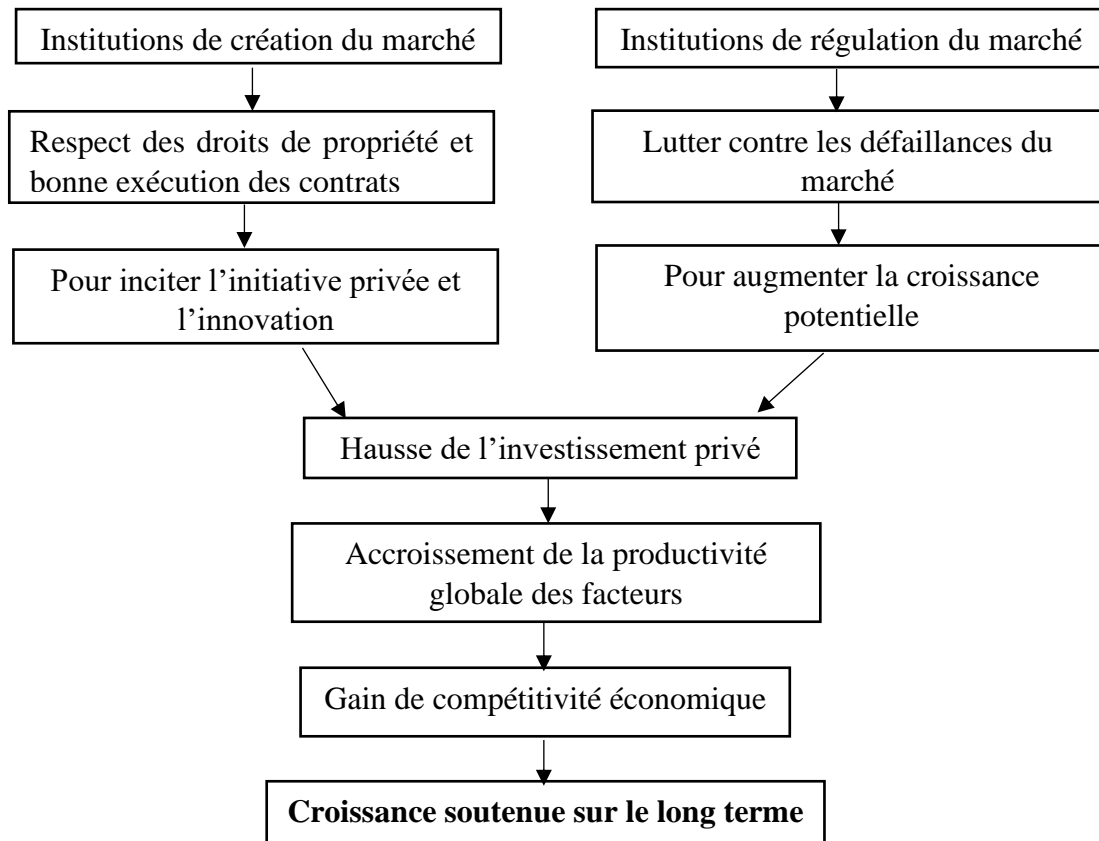 Institutions de création du marché
Institutions de régulation du marché
Respect des droits de propriété et
bonne exécution des contrats
Lutter contre les défaillances du
marché
Pour inciter l’initiative privée et
l’innovation
Pour augmenter la croissance
potentielle
Hausse de l’investissement privé
Accroissement de la productivité
globale des facteurs
Gain de compétitivité économique
Croissance soutenue sur le long terme